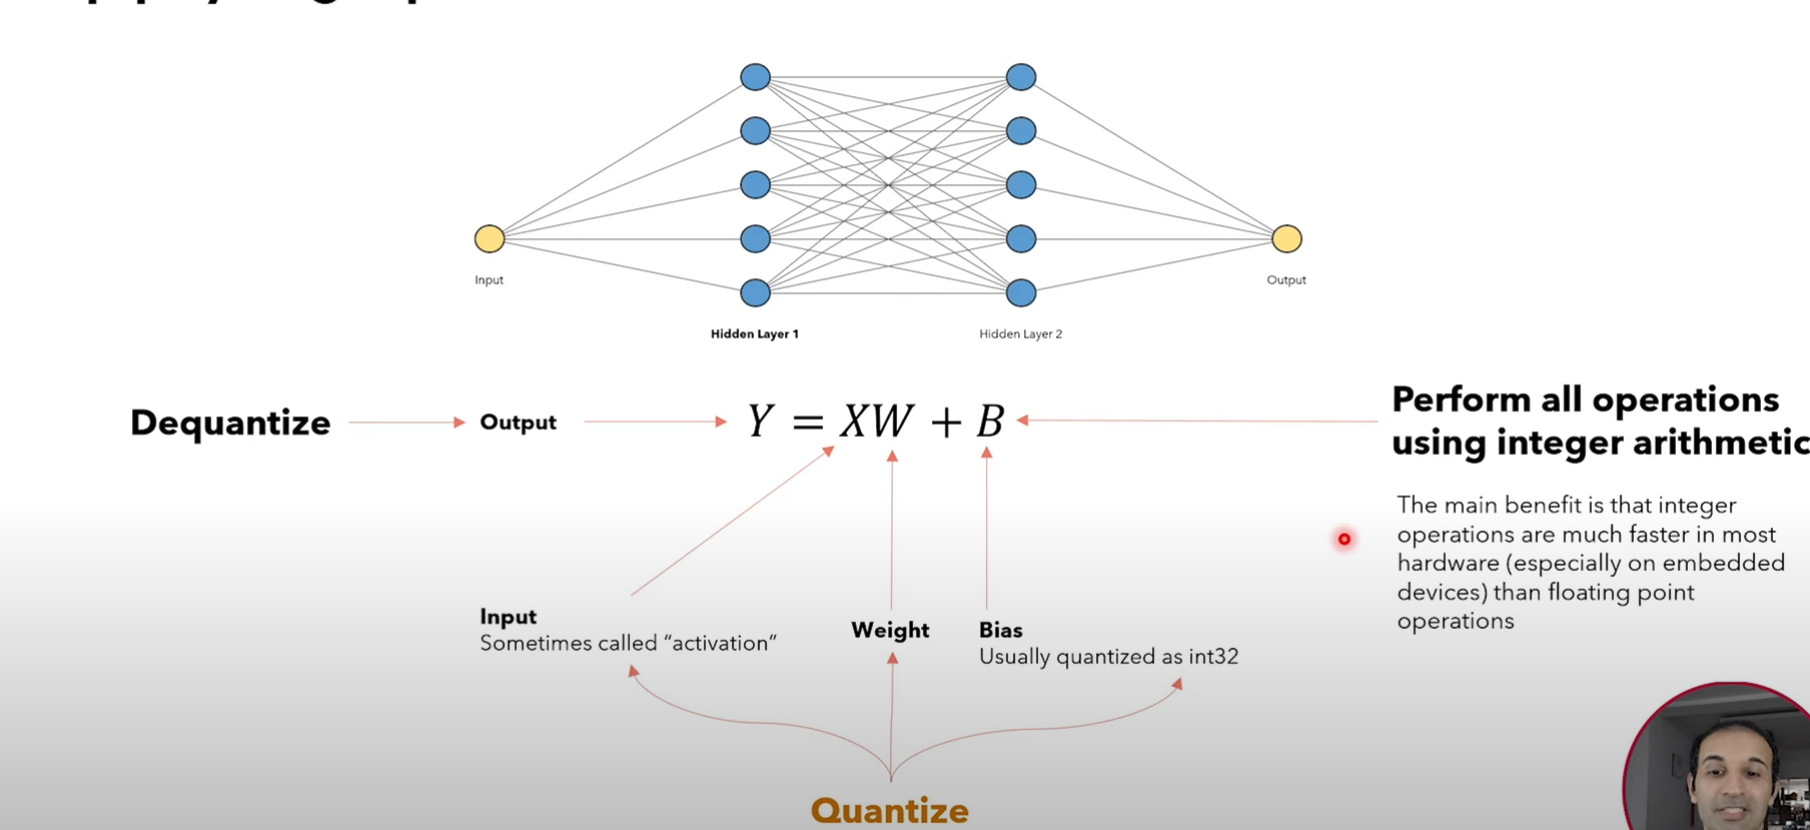 Input
Output
Hidden Layer 1
Hidden Layer 2
Dequantize
Output
Y = XW + B
Perform all operations
using integer arithmetic
The main benefit is that integer
operations are much faster in most
hardware (especially on embedded
devices) than floating point
operations
Input
Sometimes called “activation”
Weight
Bias
Usually quantized as int32
Quantize